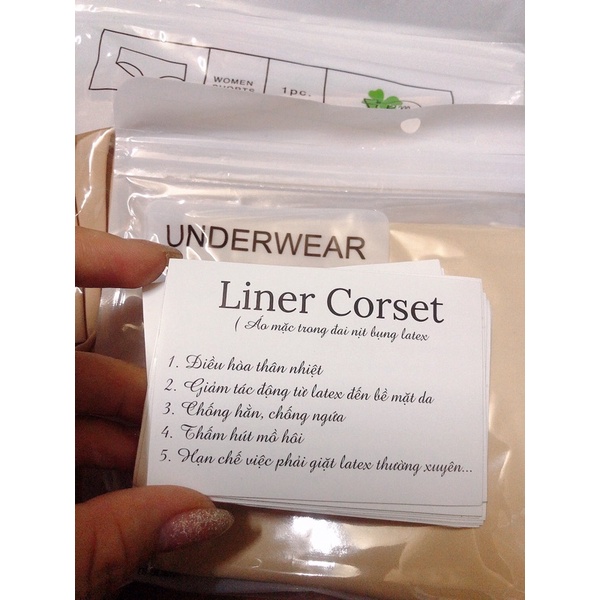 WOMEN
SHORTS
1pc.
UNDERWEAR
Liner Corset
( Áo mặc trong đai nịt bụng latex
1. Điều hòa thân nhiệt
2. Giảm tác động từ latex đến bề mặt da
3. Chống hằn, chống ngứa
4. Thấm hút mồ hôi
5. Hạn chế việc phải giặt latex thường xuyên...